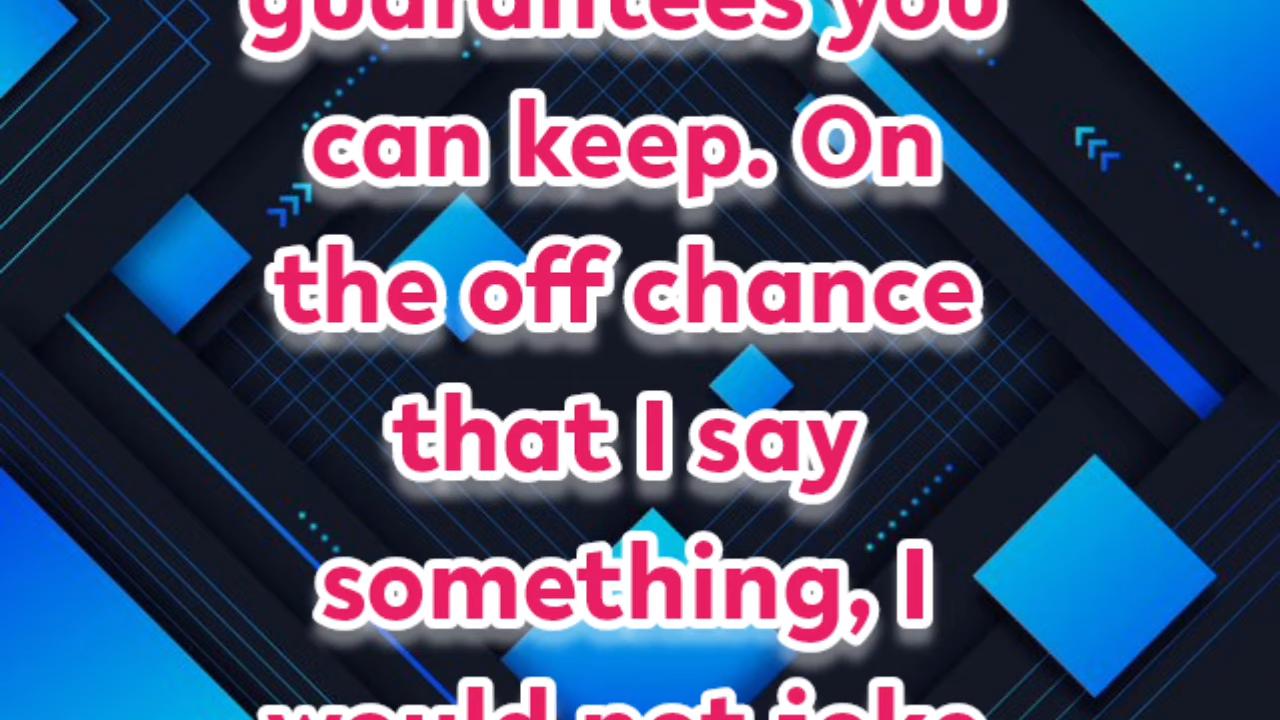 guarantees you
can keep. On
the off chance
that I say
something, I
would not joke